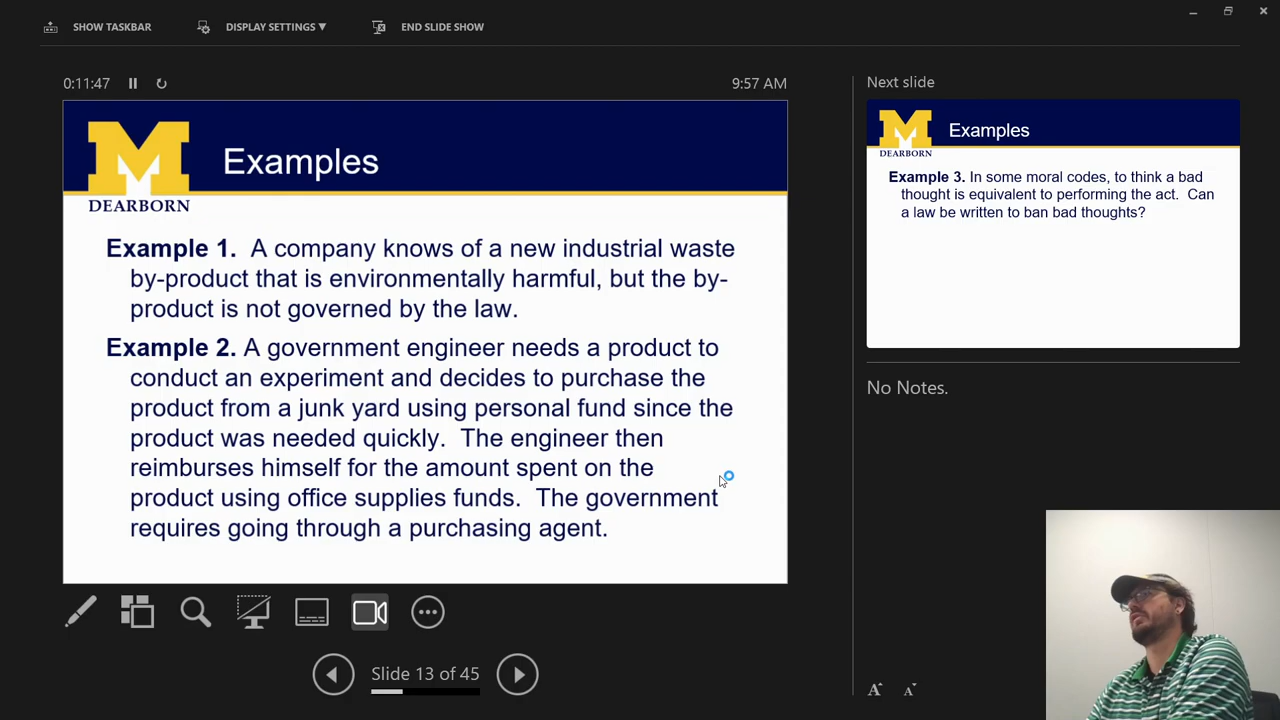 SHOW TASKBAR
DISPLAY SETTINGS ▼
END SLIDE SHOW
0:11:47
9:57 AM
M
DEARBORN
Examples
Example 1. A company knows of a new industrial waste
by-product that is environmentally harmful, but the by-
product is not governed by the law.
Example 2. A government engineer needs a product to
conduct an experiment and decides to purchase the
product from a junk yard using personal fund since the
product was needed quickly. The engineer then
reimburses himself for the amount spent on the
product using office supplies funds. The government
requires going through a purchasing agent.
Slide 13 of 45
Next slide
M
DEARBORN
Examples
Example 3. In some moral codes, to think a bad
thought is equivalent to performing the act. Can
a law be written to ban bad thoughts?
No Notes.
A A